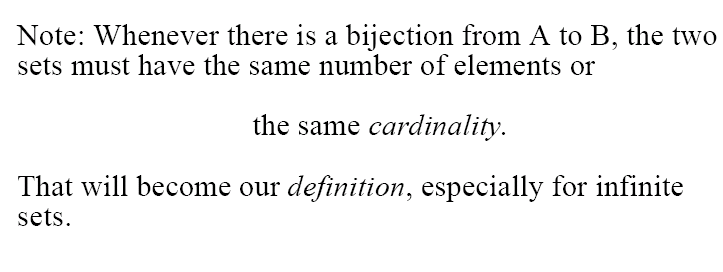 Note: Whenever there is a bijection from A to B, the two
sets must have the same number of elements or
the same cardinality.
That will become our definition, especially for infinite
sets.